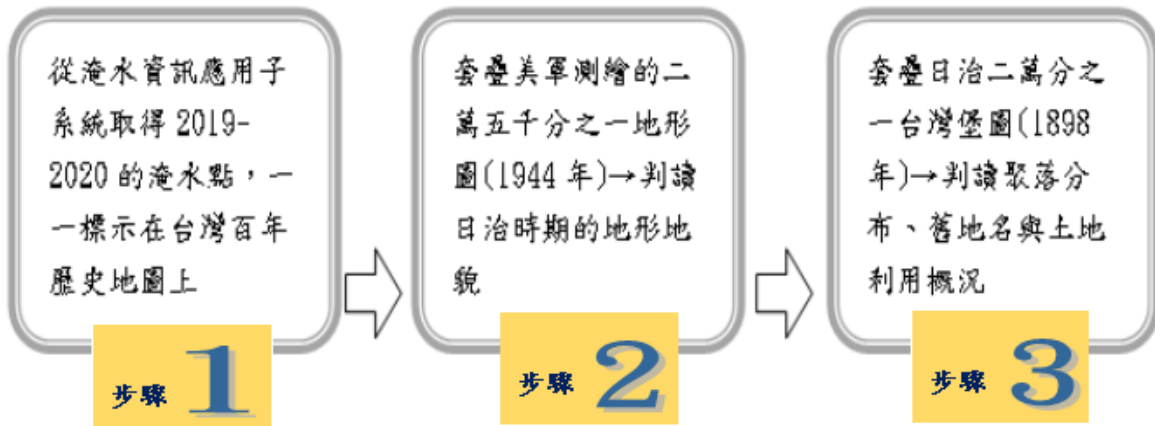 從淹水資訊應用子
系統取得 2019-
2020 的淹水點，一
一標示在台灣百年
歷史地圖上
步驟 1
套疊美軍測繪的二
萬五千分之一地形
圖(1944 年)→判讀
日治時期的地形地
貌
步驟 2
套疊日治二萬分之
一台灣堡圖(1898
年)→判讀聚落分
布、舊地名與土地
利用概況
步驟 3